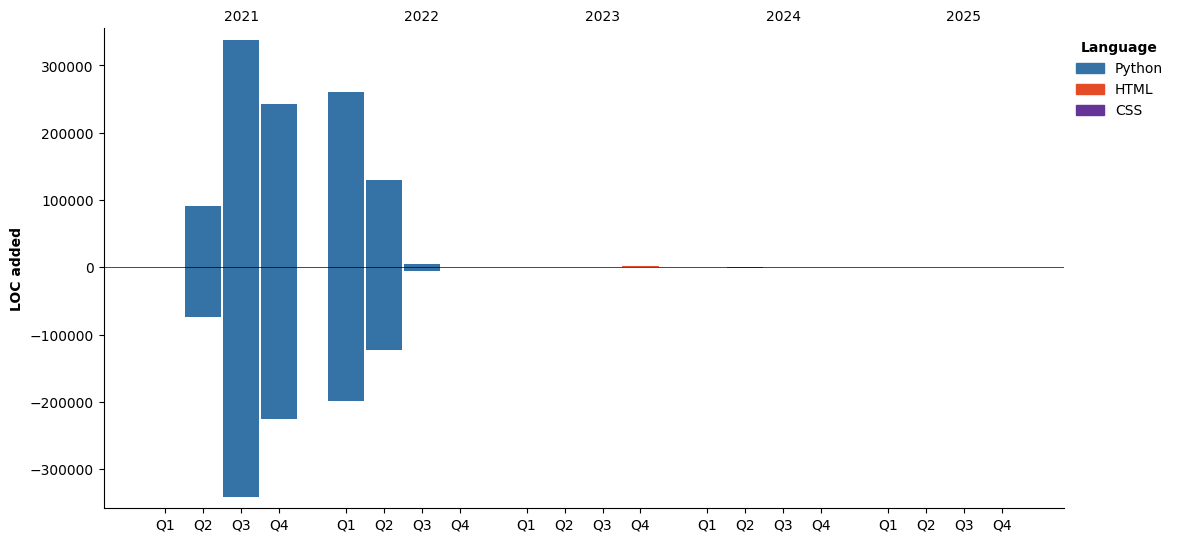 2021 2022 2023 2024 2025
Language
Python
HTML
CSS
LOC added
300000
200000
100000
0
−100000
−200000
−300000
Q1 Q2 Q3 Q4 Q1 Q2 Q3 Q4 Q1 Q2 Q3 Q4 Q1 Q2 Q3 Q4 Q1 Q2 Q3 Q4